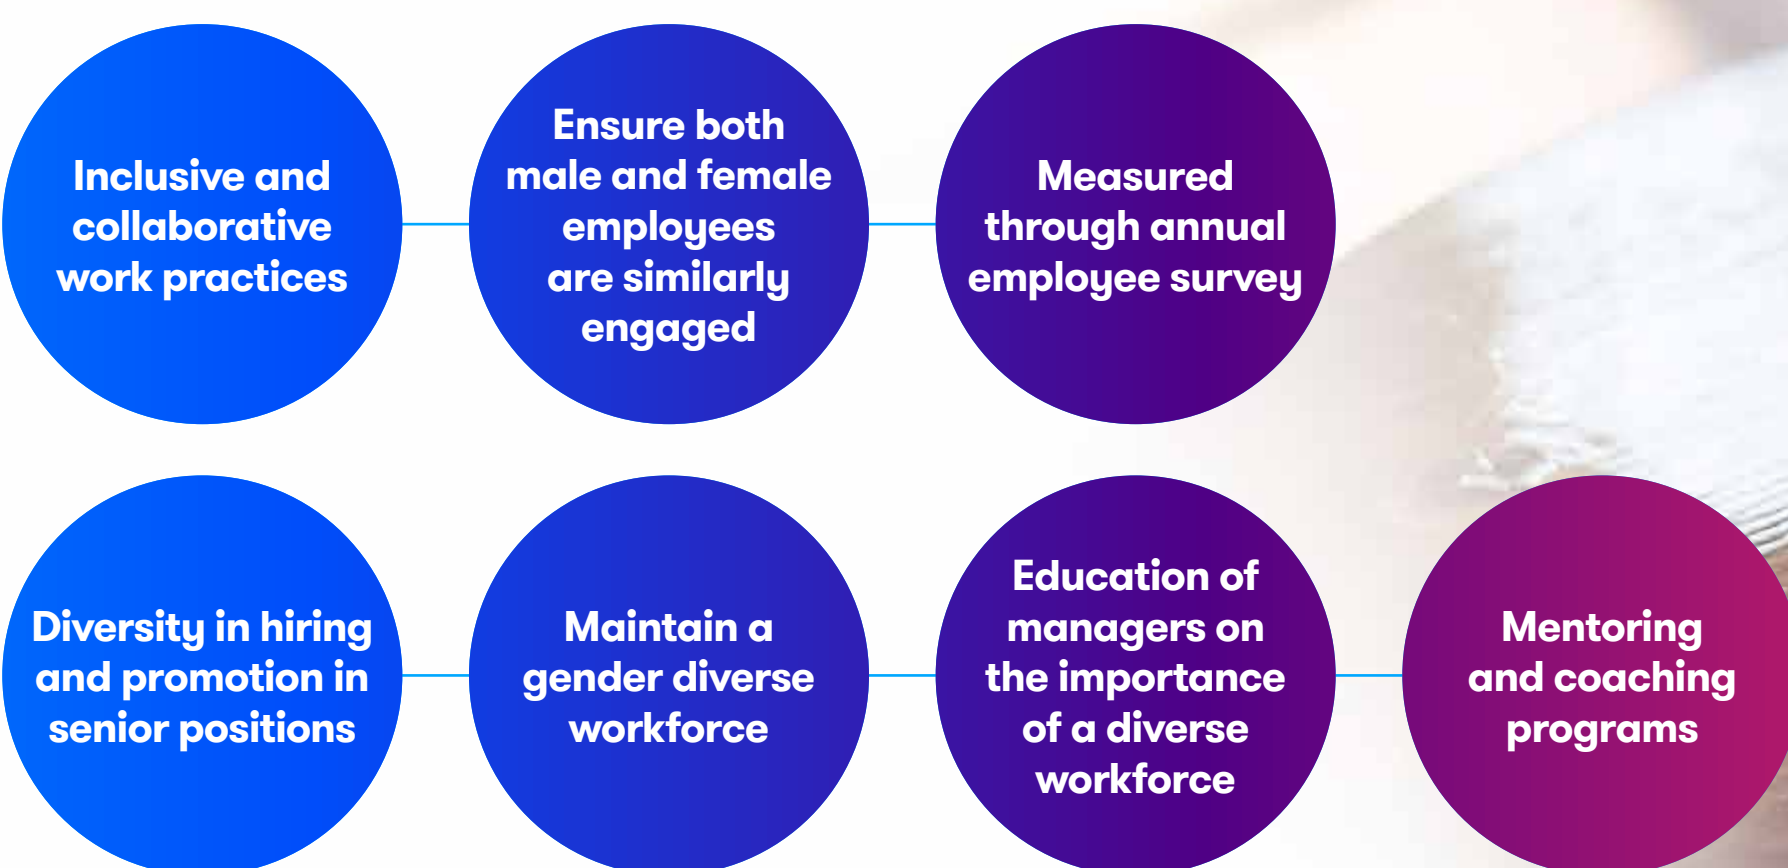 Inclusive and
collaborative
work practices
Ensure both
male and female
employees
are similarly
engaged
Measured
through annual
employee survey
Diversity in hiring
and promotion in
senior positions
Maintain a
gender diverse
workforce
Education of
managers on
the importance
of a diverse
workforce
Mentoring
and coaching
programs